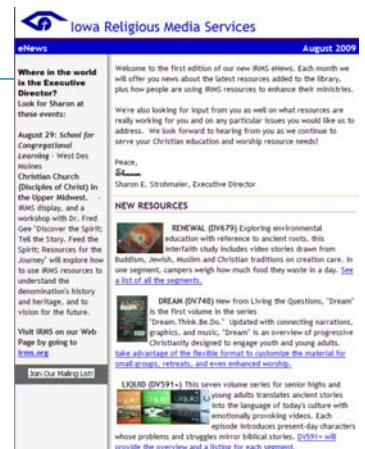 Iowa Religious Media Services
eNews
August 2009
Where in the world
is the Executive
Director?
Look for Sharon at
these events:
August 29: School for
Congregational
Learning - West Des
Moines
Christian Church
(Disciples of Christ) in
the Upper Midwest. -
IRMS display, and a
workshop with Dr. Fred
Gee "Discover the Spirit;
Tell the Story. Feed the
Spirit; Resources for the
Journey" will explore how
to use IRMS resources to
understand the
denomination's history
and heritage, and to
vision for the future.
Visit IRMS on our Web
Page by going to
irms.org
Join Our Mailing List!
Welcome to the first edition of our new IRMS eNews. Each month we
will offer you news about the latest resources added to the library,
plus how people are using IRMS resources to enhance their ministries.
We're also looking for input from you as well on what resources are
really working for you and on any particular issues you would like us to
address. We look forward to hearing from you as we continue to
serve your Christian education and worship resource needs!
Peace,
Sharon E. Strohmaier, Executive Director
NEW RESOURCES
RENEWAL (DV679) Exploring environmental
education with reference to ancient roots, this
interfaith study includes video stories drawn from
Buddism, Jewish, Muslim and Christian traditions on creation care. In
one segment, campers weigh how much food they waste in a day. See
a list of all the segments.
DREAM (DV748) New from Living the Questions, "Dream"
is the first volume in the series
"Dream.Think.Be.Do." Updated with connecting narrations,
graphics, and music, "Dream" is an overview of progressive
Christianity designed to engage youth and young adults.
take advantage of the flexible format to customize the material for
small groups, retreats, and even enhanced worship.
LIQUID (DV591+) This seven volume series for senior highs and
young adults translates ancient stories
into the language of today's culture with
emotionally provoking videos. Each
episode introduces present-day characters
whose problems and struggles mirror biblical stories. DV591+ will
provide the overview and a listing for each segment.